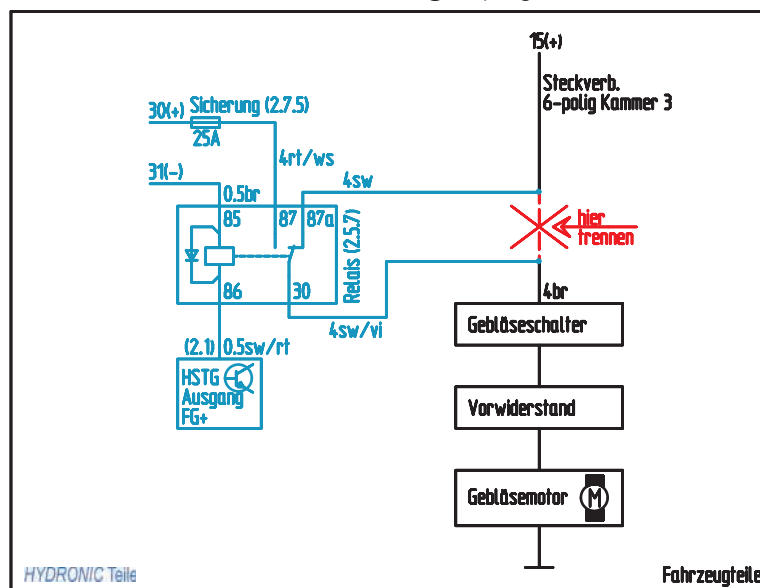 15(+)
Steckverb.
6-polig Kammer 3
30(+) Sicherung (2.7.5)
25A
4rt/ws
31(-)
4sw
0.5br
85 87 87a
Relais (2.5.7)
hier
trennen
86 30
4br
4sw/vi
Gebläseschalter
(2.1) 0.5sw/rt
HSTG
Ausgang
FG+
Vorwiderstand
Gebläsemotor M
HYDRONIC Teile
Fahrzeugteile